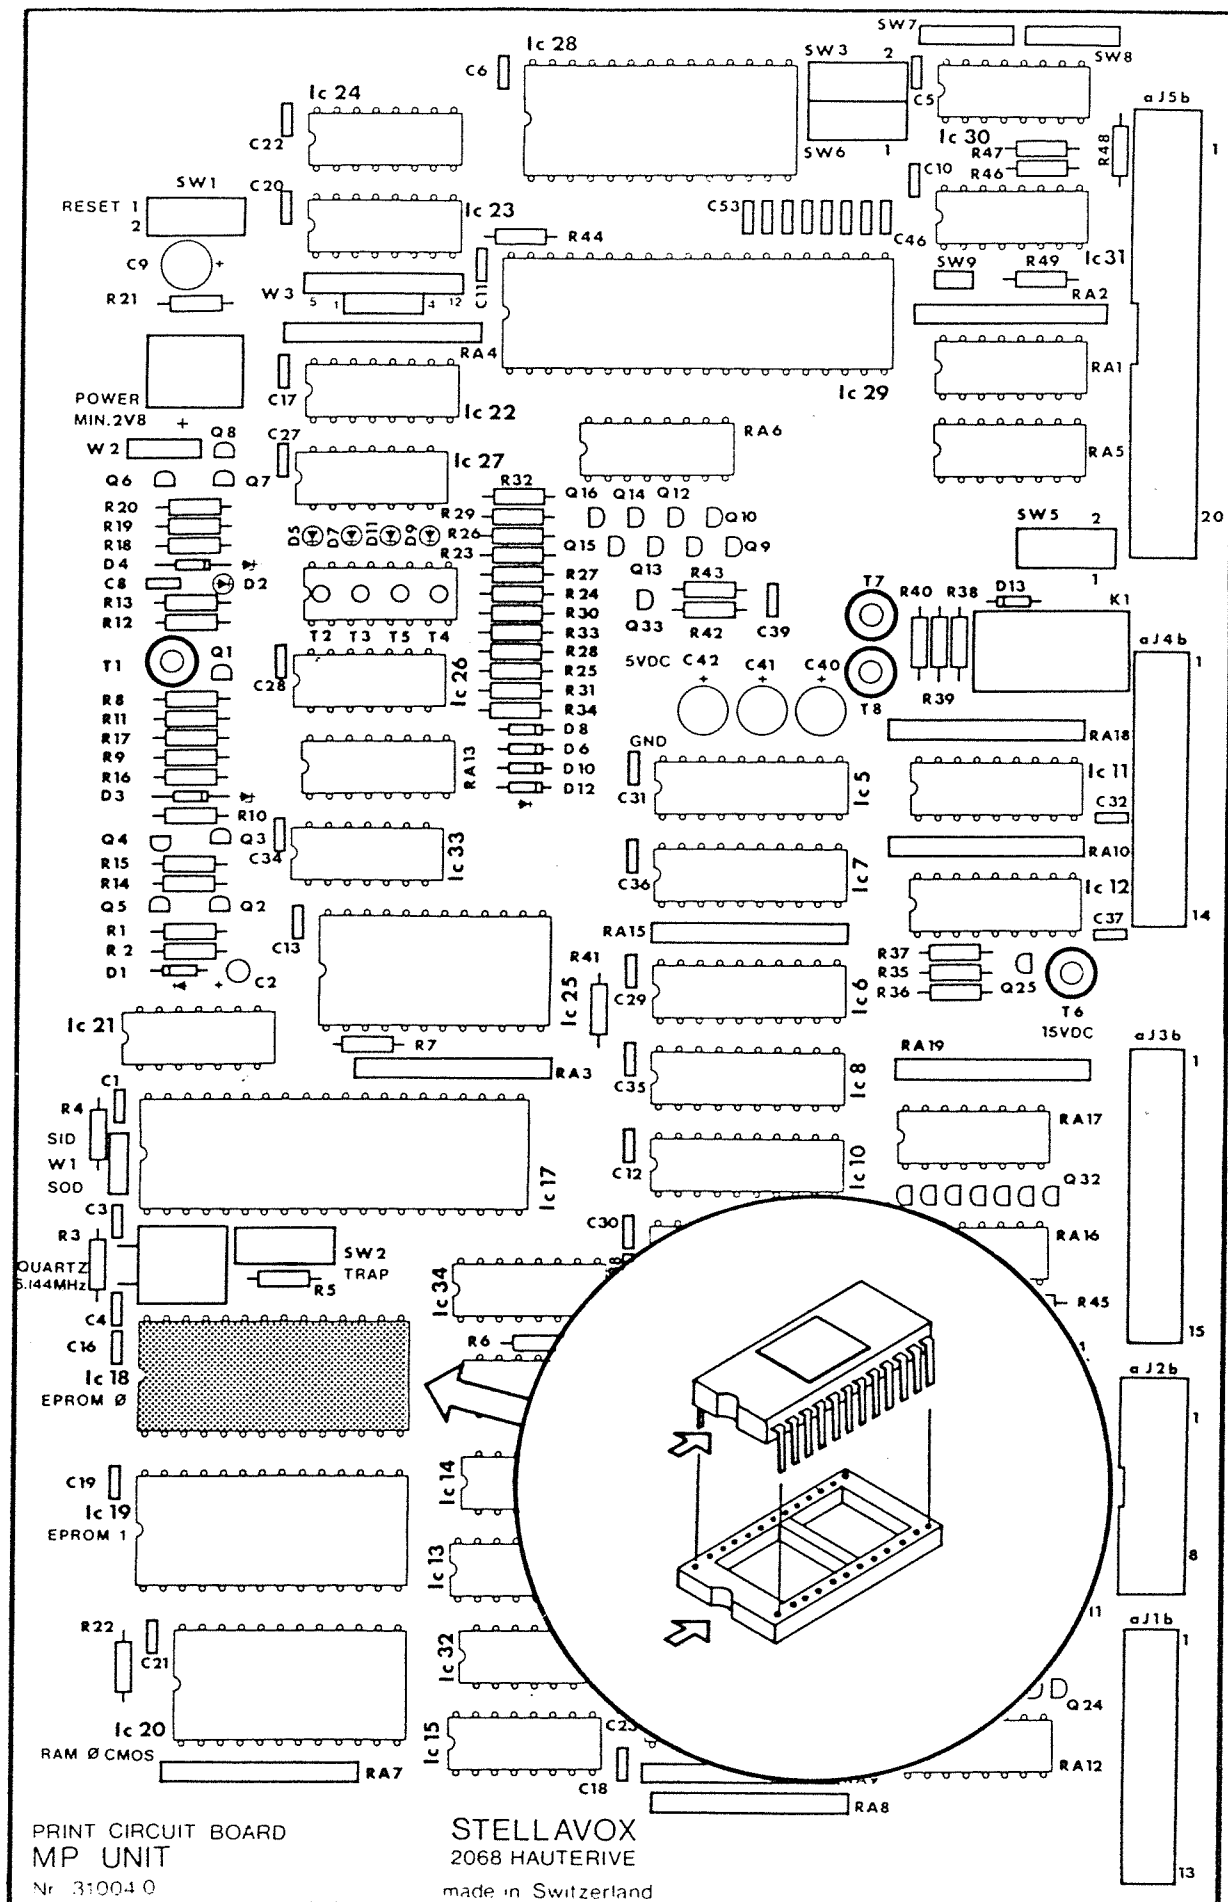 SW7
SW8
Ic 28
SW3 2
C6
C5
aJ5b
Ic 24
C22
Ic 30
R47
R46
R48
1
SW6 1
C10
SW1
C20
RESET 1
2
Ic 23
C53
C46
R44
Ic 31
C9 +
SW9
R49
W3
5 1 4 12
C11
R21
RA2
RA4
RA1
C17
Ic 29
POWER
MIN.2V8 +
Ic 22
Q8
W2
C27
RA6
Ic 27
RA5
Q6 Q7
R32
Q16 Q14 Q12
R20
R29
Q10
SW5 2
20
R19
D5 D7 D11 D9
R26
R18
R23
Q15
Q9
D4
Q13
R43
1
C8
D2
R27
T7
R40 R38 D13
R13
R24
K1
R12
R30
Q33
R42
C39
T2 T3 T5 T4
R33
aJ4b
T1
Q1
R28
5VDC C42 C41 C40
1
C28
R25
+ + +
Ic 26
R31
T8
R39
R8
R34
R11
D8
RA18
R17
D6
GND
R9
RA13
D10
Ic 5
Ic 11
R16
D12
C31
C32
D3
R10
Q4 Q3
RA10
C34
Ic 33
R15
C36
Ic 7
Ic 12
R14
Q5 Q2
C37
14
R1
C13
RA15
R2
R41
R37
D1
+ C2
R35
Ic 25
C29
Ic 6
R36
Q25
T6
15VDC
Ic 21
R7
aJ3b
RA19
1
RA3
C35
Ic 8
C1
R4
RA17
SID
W1
C12
Ic 10
SOD
Ic 17
Q32
C3
C30
R3
RA16
SW2
QUARTZ
TRAP
Ic 34
6.144MHz
R5
R45
C4
R6
15
C16
1
Ic 18
aJ2b
EPROM Ø
1
C19
Ic 14
Ic 19
EPROM 1
8
Ic 13
R22
11
aJ1b
C21
1
Ic 32
Q24
Ic 20
C23
RAM Ø CMOS
Ic 15
RA7
C18
RA12
RA8
PRINT CIRCUIT BOARD
MP UNIT
Nr. 31004.0
STELLAVOX
2068 HAUTERIVE
made in Switzerland
13